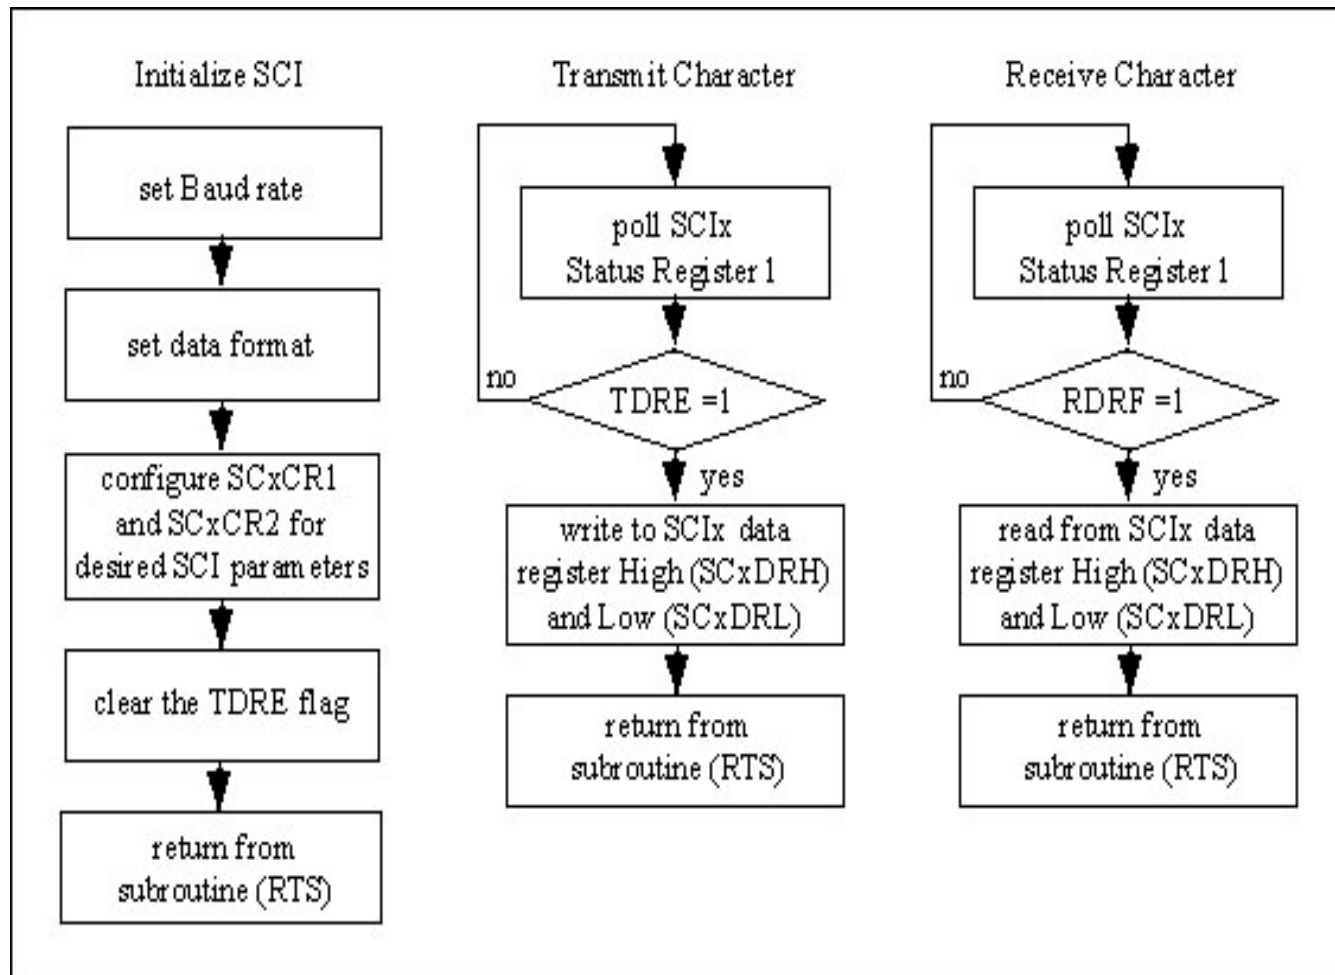 Initialize SCI
set Baud rate
set data format
configure SCxCR1
and SCxCR2 for
desired SCI parameters
clear the TDRE flag
return from
subroutine (RTS)
Transmit Character
poll SCIx
Status Register 1
no
TDRE =1
yes
write to SCIx data
register High (SCxDRH)
and Low (SCxDRL)
return from
subroutine (RTS)
Receive Character
poll SCIx
Status Register 1
no
RDRF =1
yes
read from SCIx data
register High (SCxDRH)
and Low (SCxDRL)
return from
subroutine (RTS)